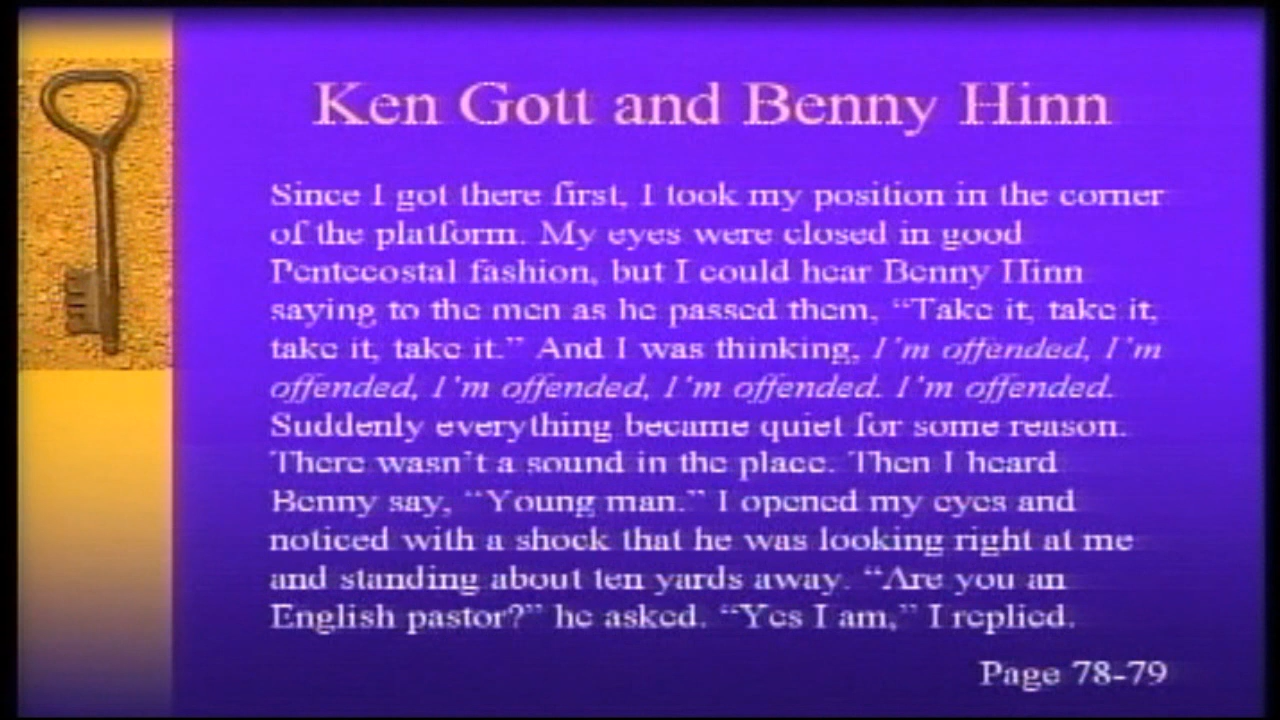 Ken Gott and Benny Hinn
Since I got there first, I took my position in the corner
of the platform. My eyes were closed in good
Pentecostal fashion, but I could hear Benny Hinn
saying to the men as he passed them, “Take it, take it,
take it, take it.” And I was thinking, I’m offended, I’m
offended, I’m offended, I’m offended. I’m offended.
Suddenly everything became quiet for some reason.
There wasn’t a sound in the place. Then I heard
Benny say, “Young man.” I opened my eyes and
noticed with a shock that he was looking right at me
and standing about ten yards away. “Are you an
English pastor?” he asked. “Yes I am,” I replied.
Page 78-79